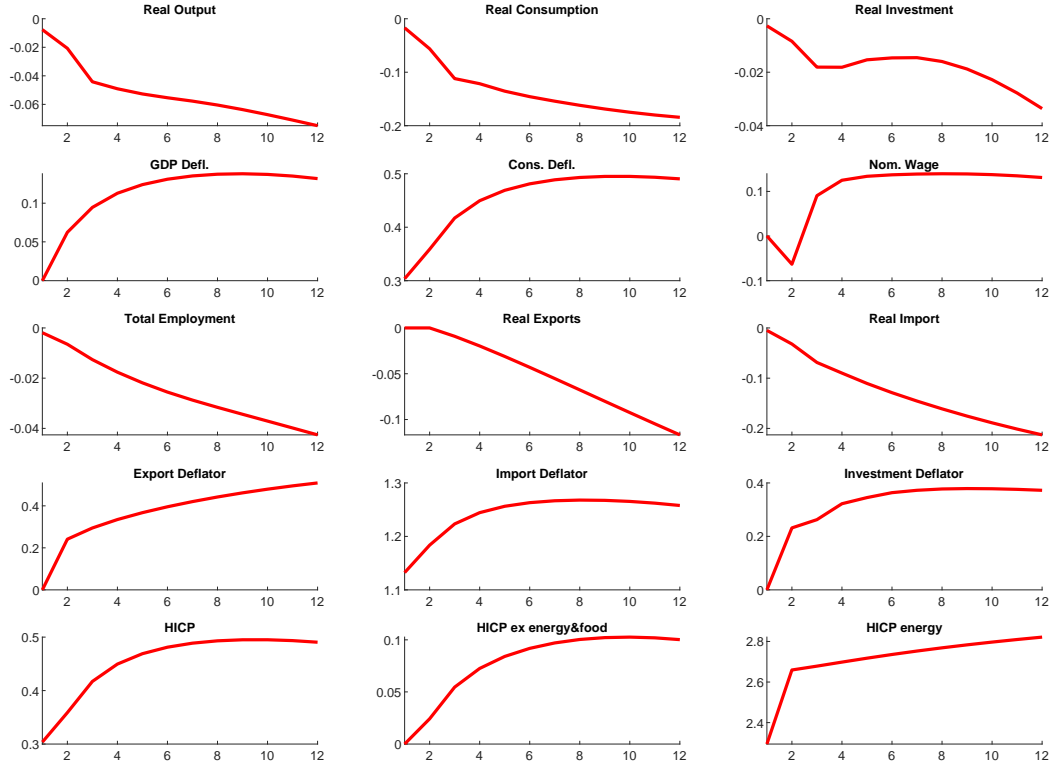 Real Output
Real Consumption
Real Investment
0
-0.02
-0.04
-0.06
2 4 6 8 10 12
0
-0.1
-0.2
2 4 6 8 10 12
0
-0.02
-0.04
2 4 6 8 10 12
GDP Defl.
Cons. Defl.
Nom. Wage
0.1
0.05
0
2 4 6 8 10 12
0.5
0.4
0.3
2 4 6 8 10 12
0.1
0
-0.1
2 4 6 8 10 12
Total Employment
Real Exports
Real Import
0
-0.02
-0.04
2 4 6 8 10 12
0
-0.05
-0.1
2 4 6 8 10 12
0
-0.1
-0.2
2 4 6 8 10 12
Export Deflator
Import Deflator
Investment Deflator
0.4
0.2
0
2 4 6 8 10 12
1.3
1.2
1.1
2 4 6 8 10 12
0.4
0.2
0
2 4 6 8 10 12
HICP
HICP ex energy&food
HICP energy
0.5
0.4
0.3
2 4 6 8 10 12
0.1
0.05
0
2 4 6 8 10 12
2.8
2.6
2.4
2 4 6 8 10 12